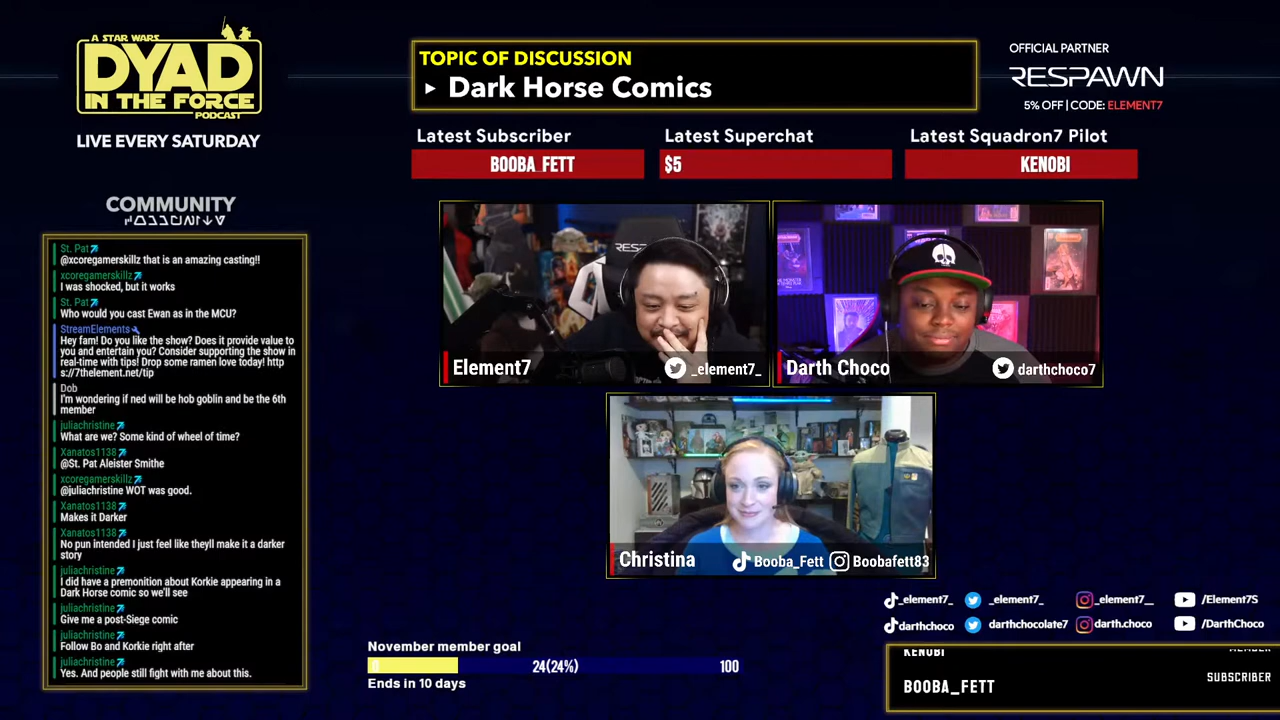 A STAR WARS
DYAD
IN THE FORCE
PODCAST
LIVE EVERY SATURDAY
TOPIC OF DISCUSSION
Dark Horse Comics
OFFICIAL PARTNER
RESPAWN
5% OFF | CODE: ELEMENT7
Latest Subscriber
BOOBA_FETT
Latest Superchat
$5
Latest Squadron7 Pilot
KENOBI
COMMUNITY
St. Pat
@xcoregamerskillz that is an amazing casting!!
xcoregamerskillz
I was shocked, but it works
St. Pat
Who would you cast Ewan as in the MCU?
StreamElements
Hey fam! Do you like the show? Does it provide value to
you and entertain you? Consider supporting the show in
real-time with tips! Drop some ramen love today! http
s://7thelement.net/tip
Dob
I'm wondering if ned will be hob goblin and be the 6th
member
juliachristine
What are we? Some kind of wheel of time?
Xanatos1138
@St. Pat Aleister Smithe
xcoregamerskillz
@juliachristine WOT was good.
Xanatos1138
Makes it Darker
Xanatos1138
No pun intended I just feel like theyll make it a darker
story
juliachristine
I did have a premonition about Korkie appearing in a
Dark Horse comic so we'll see
juliachristine
Give me a post-Siege comic
juliachristine
Follow Bo and Korkie right after
juliachristine
Yes. And people still fight with me about this.
Element7
_element7_
Darth Choco
darthchoco7
Christina
Booba_Fett
Boobafett83
November member goal
0
24(24%)
100
Ends in 10 days
_element7_ _element7_ _element7__ /Element7S
darthchoco darthchocolate7 darth.choco /DarthChoco
KENOBI
MEMBER
BOOBA_FETT
SUBSCRIBER